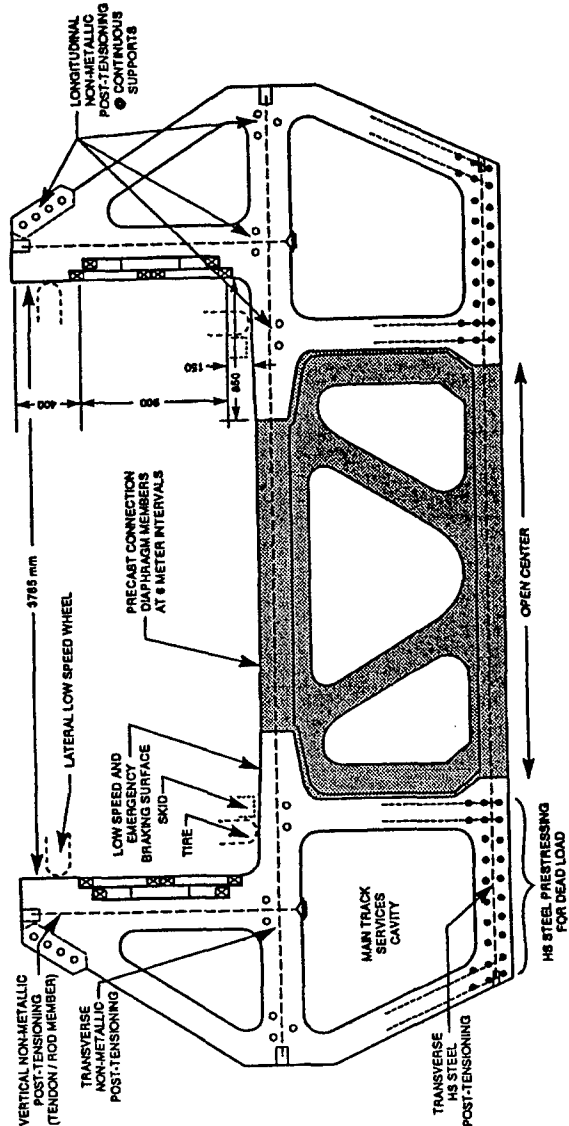 VERTICAL NON-METALLIC
POST-TENSIONING
(TENDON / ROD MEMBER)
TRANSVERSE
NON-METALLIC
POST-TENSIONING
TRANSVERSE
HS STEEL
POST-TENSIONING
LATERAL LOW SPEED WHEEL
3765 mm
LOW SPEED AND
EMERGENCY
BRAKING SURFACE
SKID
TIRE
MAIN TRACK
SERVICES
CAVITY
HS STEEL PRESTRESSING
FOR DEAD LOAD
PRECAST CONNECTION
DIAPHRAGM MEMBERS
AT 6 METER INTERVALS
OPEN CENTER
400
900
150
650
LONGITUDINAL
NON-METALLIC
POST-TENSIONING
@ CONTINUOUS
SUPPORTS